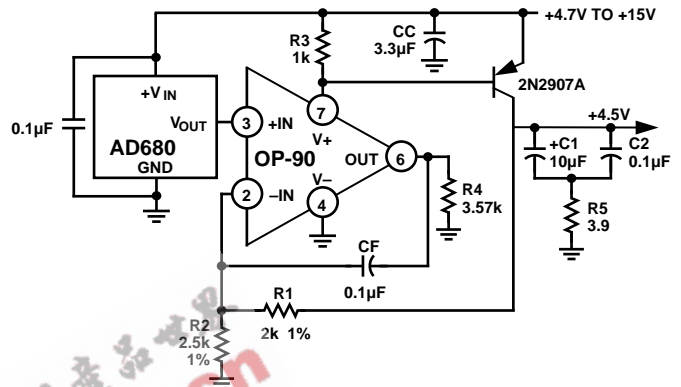 +4.7V TO +15V
R3
1k
CC
3.3µF
2N2907A
+VIN
VOUT
AD680
GND
0.1µF
3
+IN
7
V+
OP-90
OUT
6
2
–IN
V–
4
+4.5V
+C1
10µF
C2
0.1µF
R4
3.57k
R5
3.9
CF
0.1µF
R1
2k 1%
R2
2.5k
1%